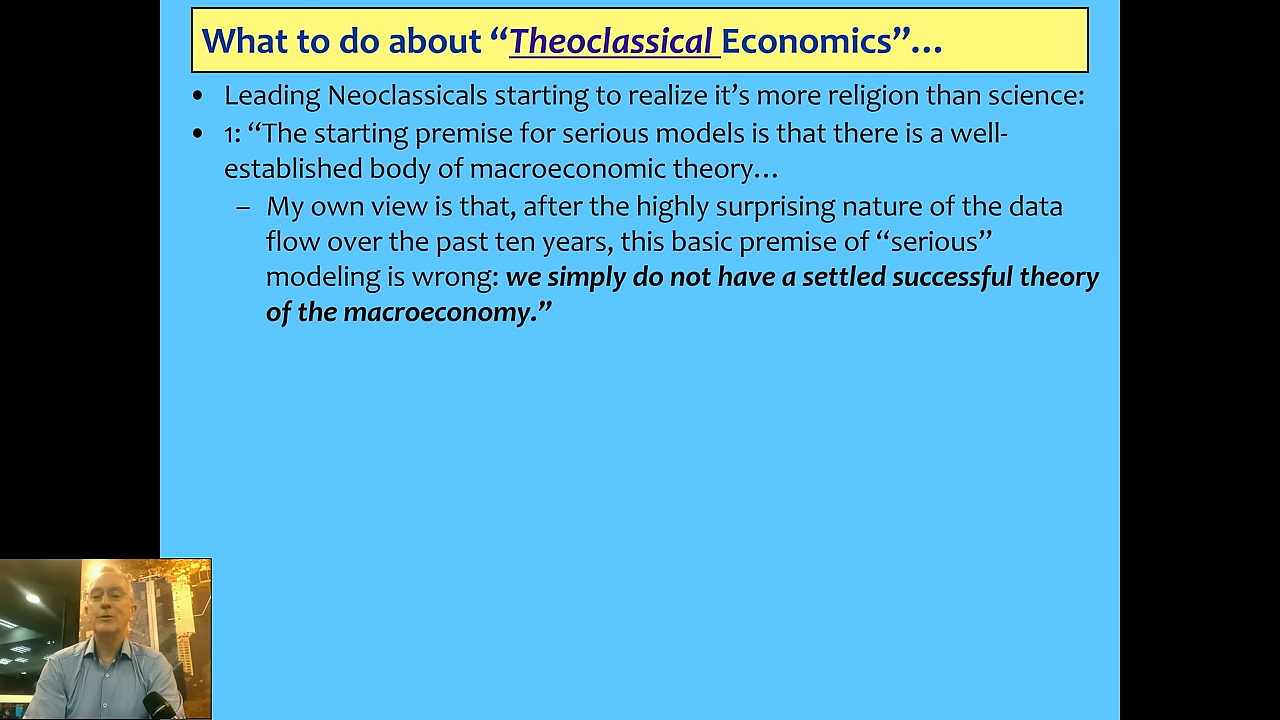 What to do about “Theoclassical Economics”…
• Leading Neoclassicals starting to realize it’s more religion than science:
• 1: “The starting premise for serious models is that there is a well-
established body of macroeconomic theory…
– My own view is that, after the highly surprising nature of the data
flow over the past ten years, this basic premise of “serious”
modeling is wrong: we simply do not have a settled successful theory
of the macroeconomy.”